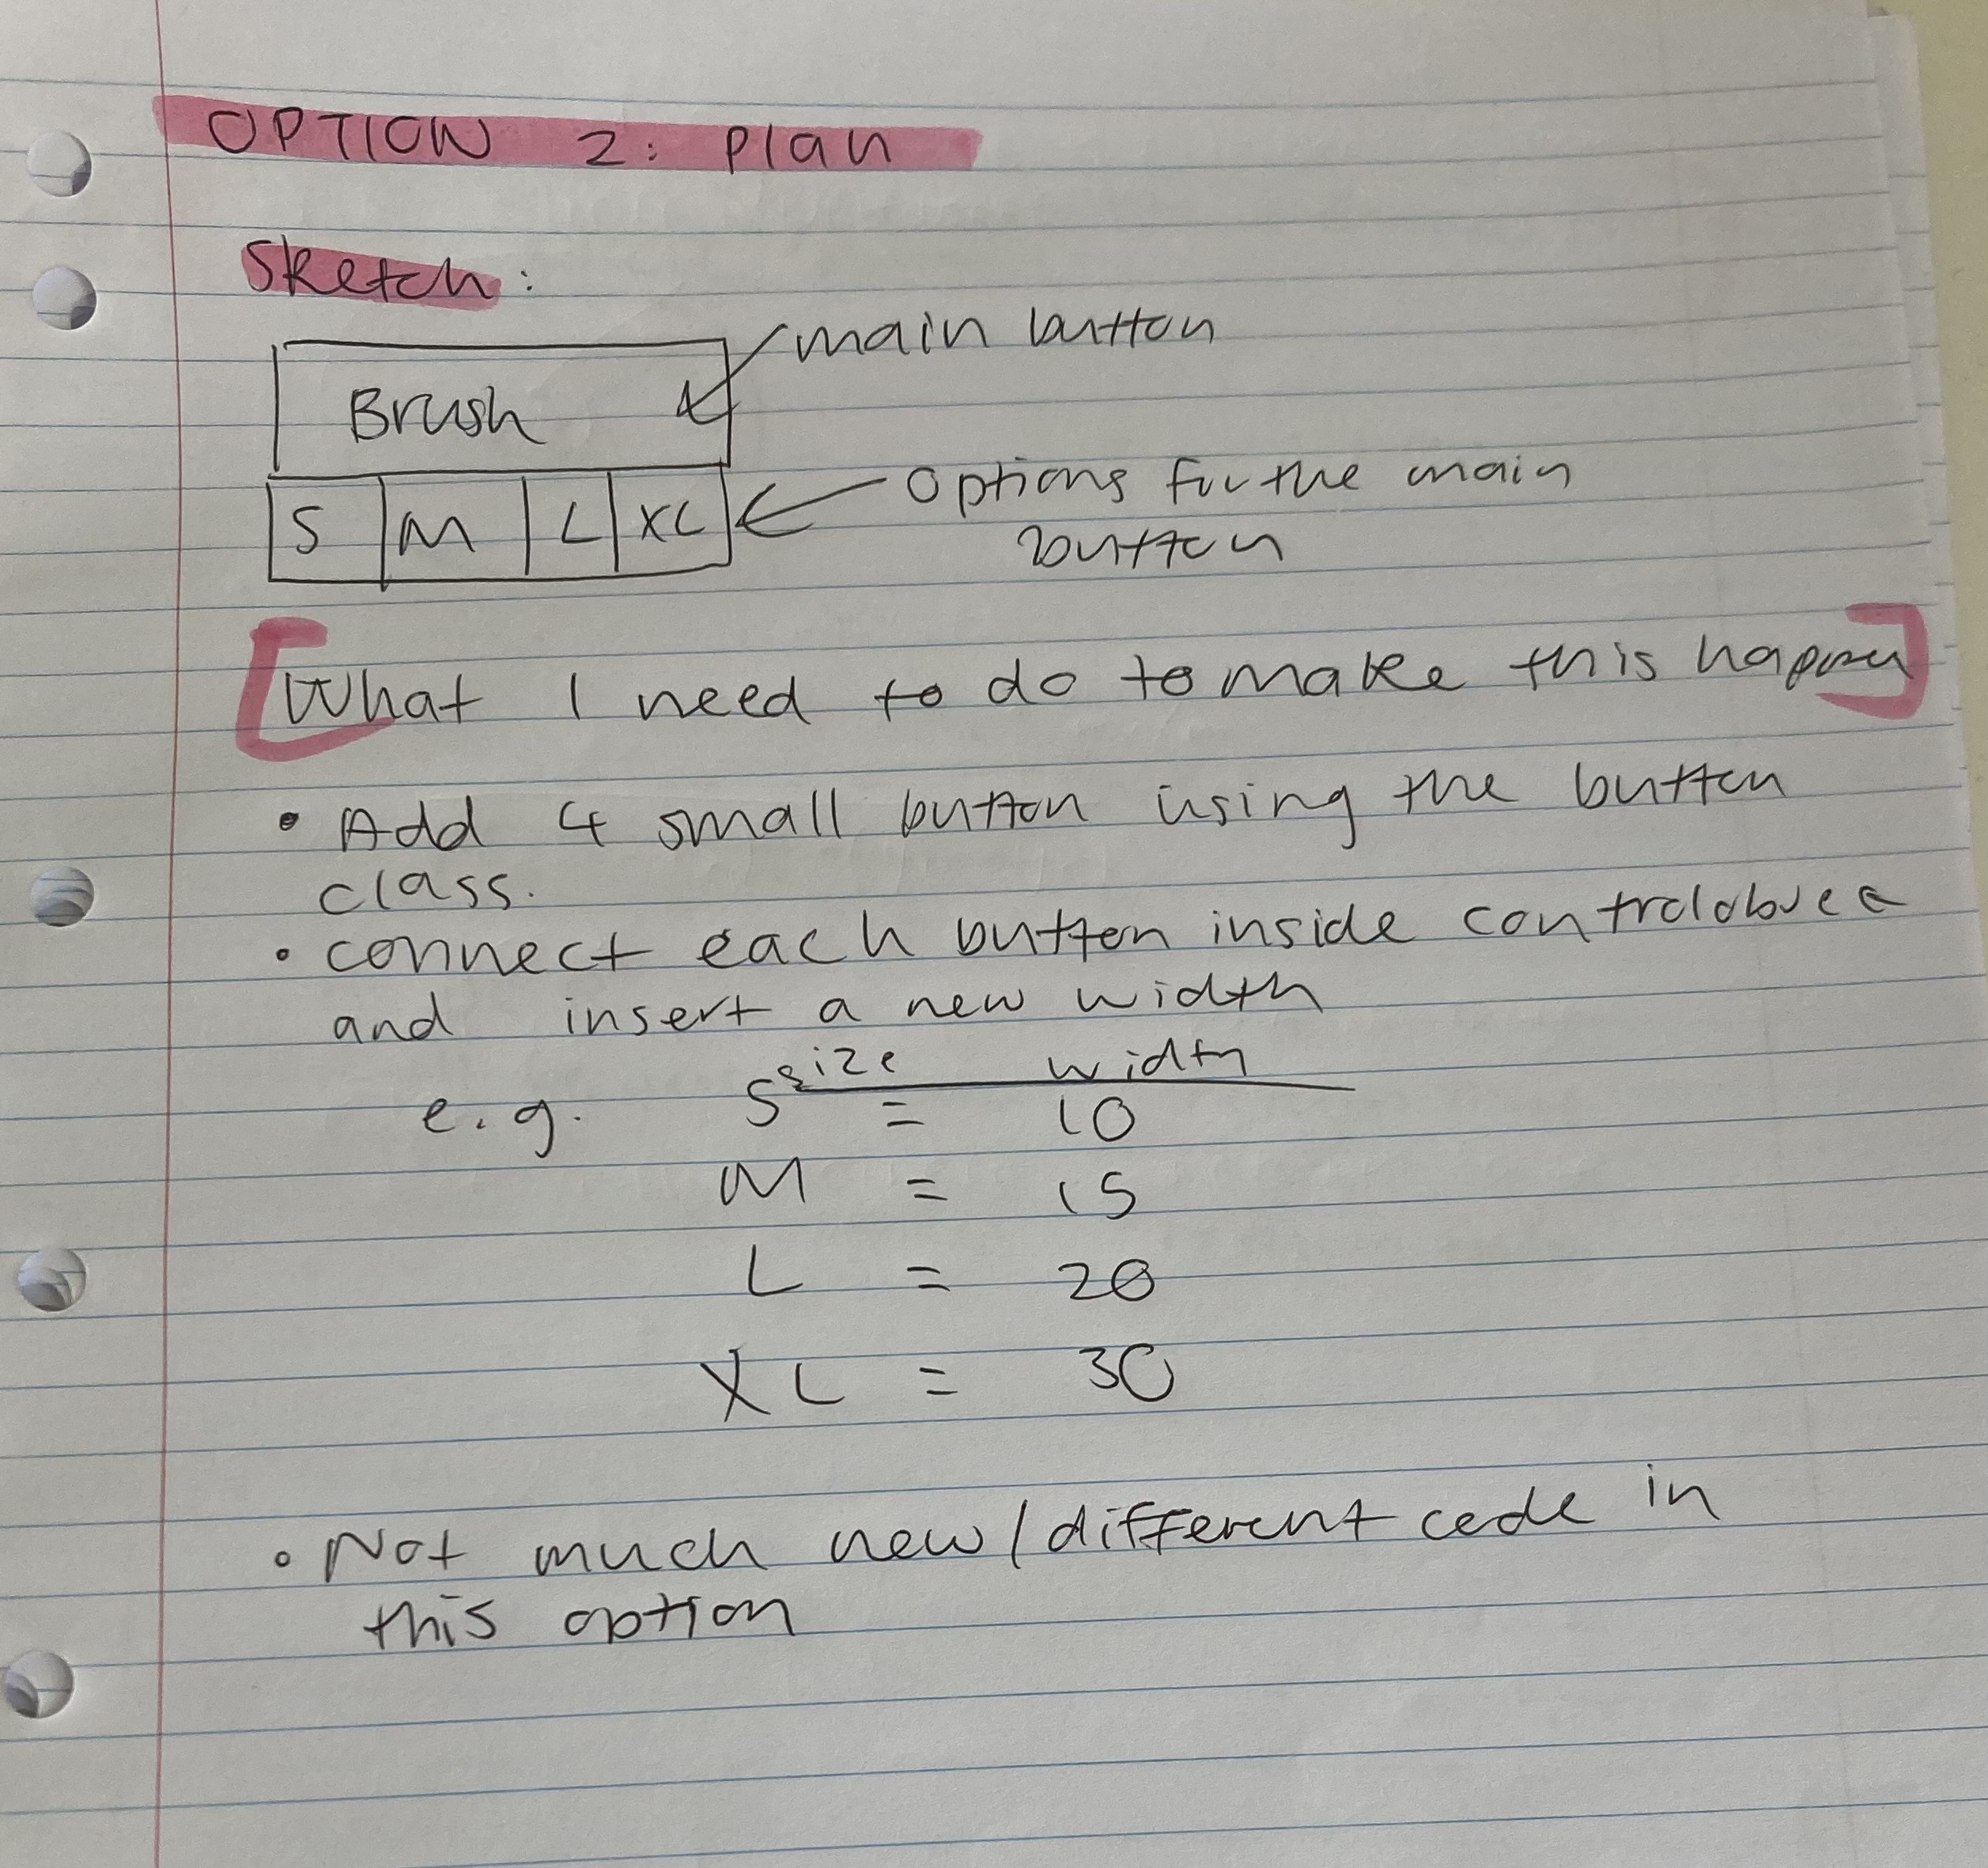 OPTION 2: plan
Sketch:
main button
Brush
S M L XL
options for the main
button
What I need to do to make this happen
• Add 4 small button using the button
class.
• connect each button inside
and insert a new width
size width
e.g. S = 10
M = 15
L = 20
XL = 30
• Not much new/different code in
this option